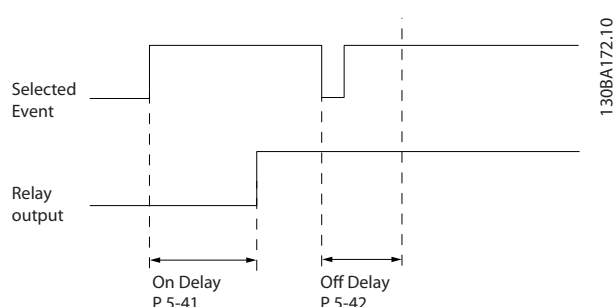 130BA172.10
Selected
Event
Relay
output
On Delay
P 5-41
Off Delay
P 5-42